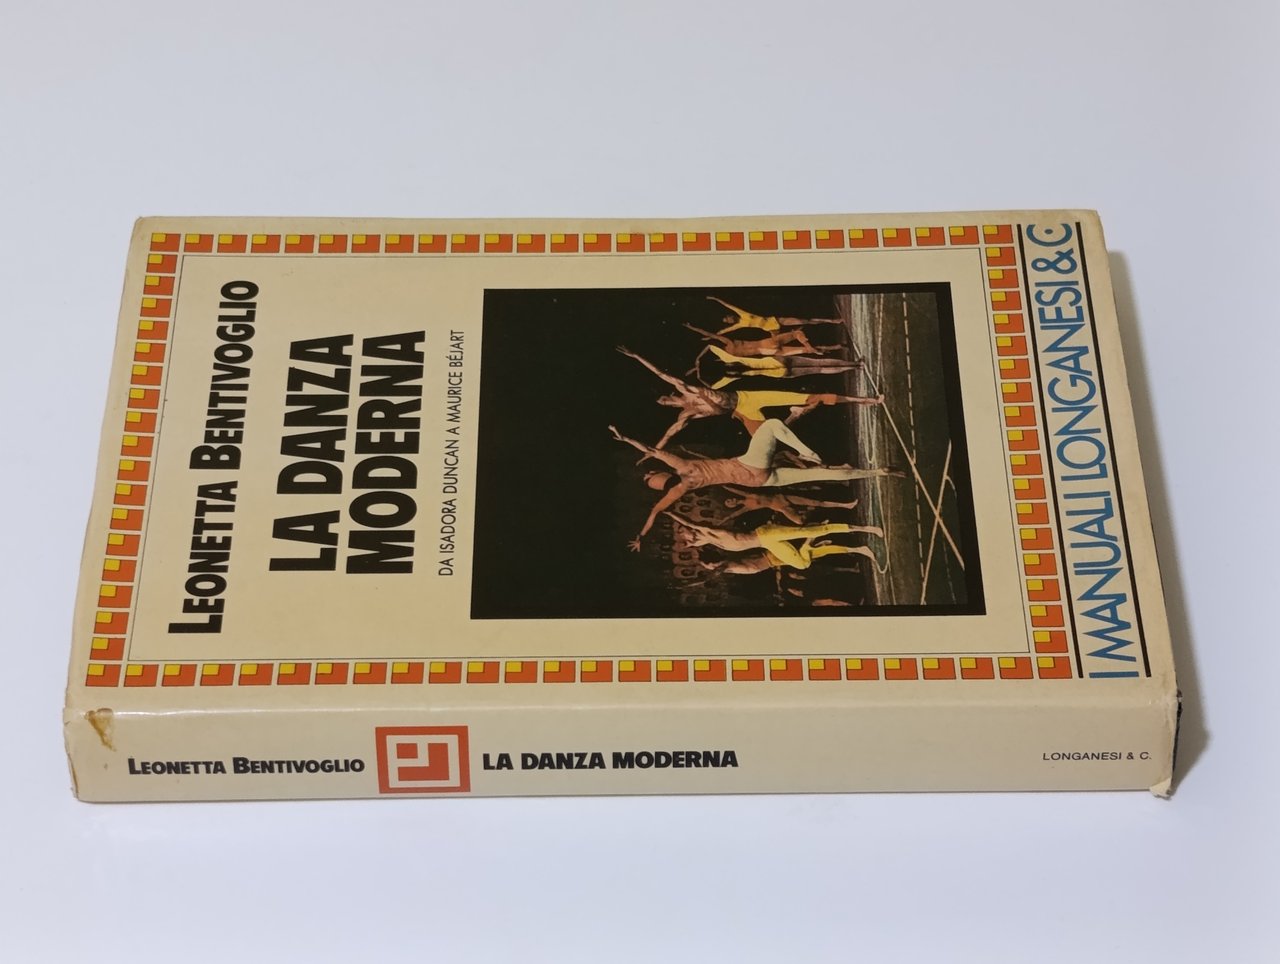 LEONETTA BENTIVOGLIO
LA DANZA
MODERNA
DA ISADORA DUNCAN A MAURICE BÉJART
I MANUALI LONGANESI & C.
LEONETTA BENTIVOGLIO
LA DANZA MODERNA
LONGANESI & C.